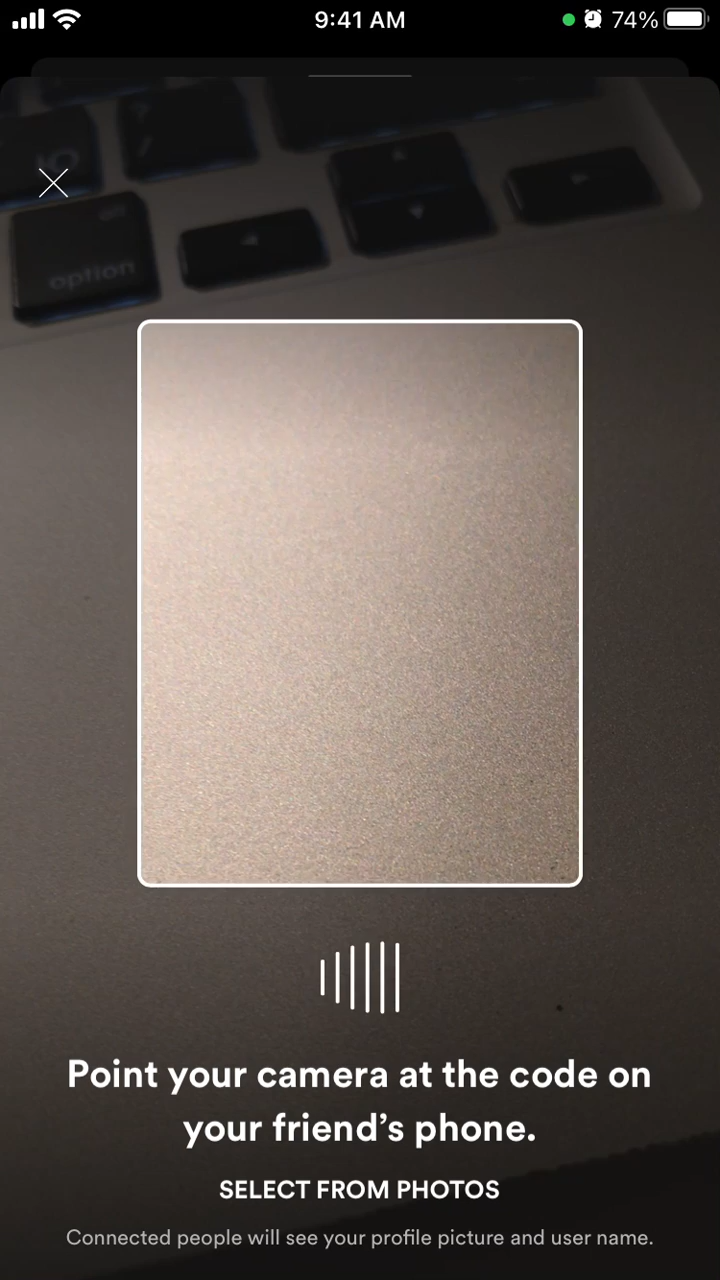 9:41 AM
74%
option
Point your camera at the code on
your friend’s phone.
SELECT FROM PHOTOS
Connected people will see your profile picture and user name.